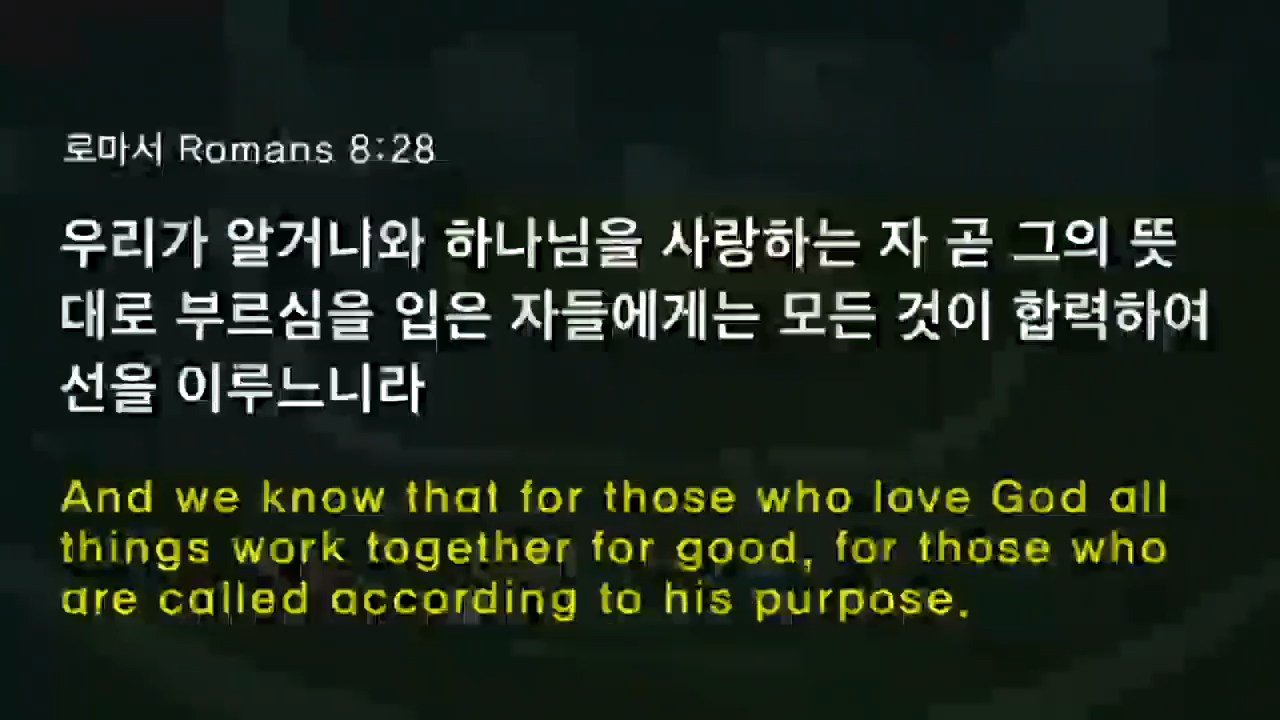 로마서 Romans 8:28
우리가 알거니와 하나님을 사랑하는 자 곧 그의 뜻
대로 부르심을 입은 자들에게는 모든 것이 합력하여
선을 이루느니라
And we know that for those who love God all
things work together for good, for those who
are called according to his purpose.